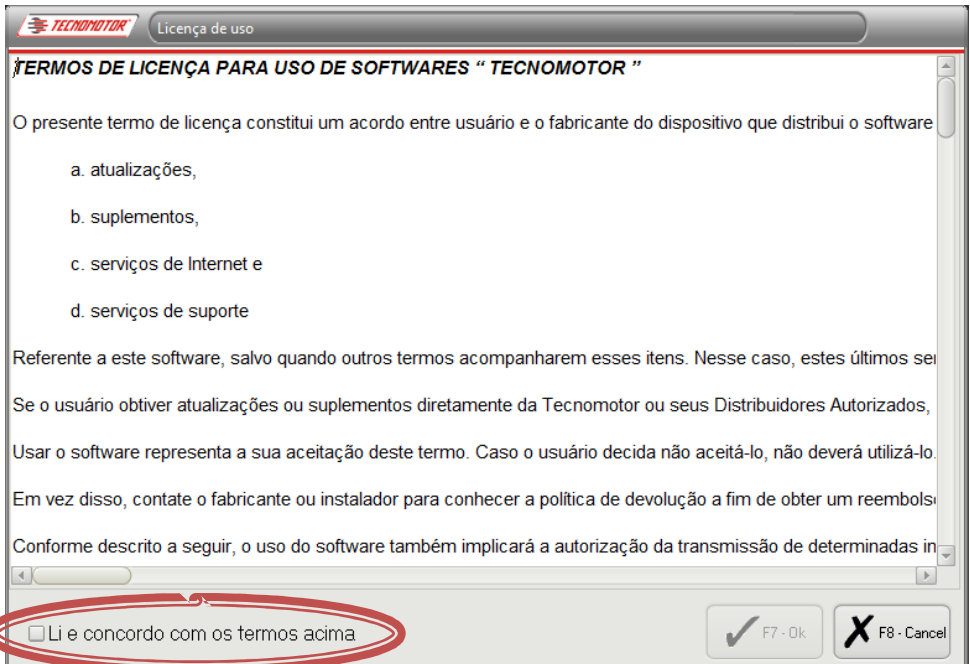 TECNOMOTOR
Licença de uso
TERMOS DE LICENÇA PARA USO DE SOFTWARES “ TECNOMOTOR ”
O presente termo de licença constitui um acordo entre usuário e o fabricante do dispositivo que distribui o software
a. atualizações,
b. suplementos,
c. serviços de Internet e
d. serviços de suporte
Referente a este software, salvo quando outros termos acompanharem esses itens. Nesse caso, estes últimos
Se o usuário obtiver atualizações ou suplementos diretamente da Tecnomotor ou seus Distribuidores Autorizados,
Usar o software representa a sua aceitação deste termo. Caso o usuário decida não aceitá-lo, não deverá utilizá-lo.
Em vez disso, contate o fabricante ou instalador para conhecer a política de devolução a fim de obter um
Conforme descrito a seguir, o uso do software também implicará a autorização da transmissão de determinadas
Li e concordo com os termos acima
F7 - Ok
F8 - Cancel